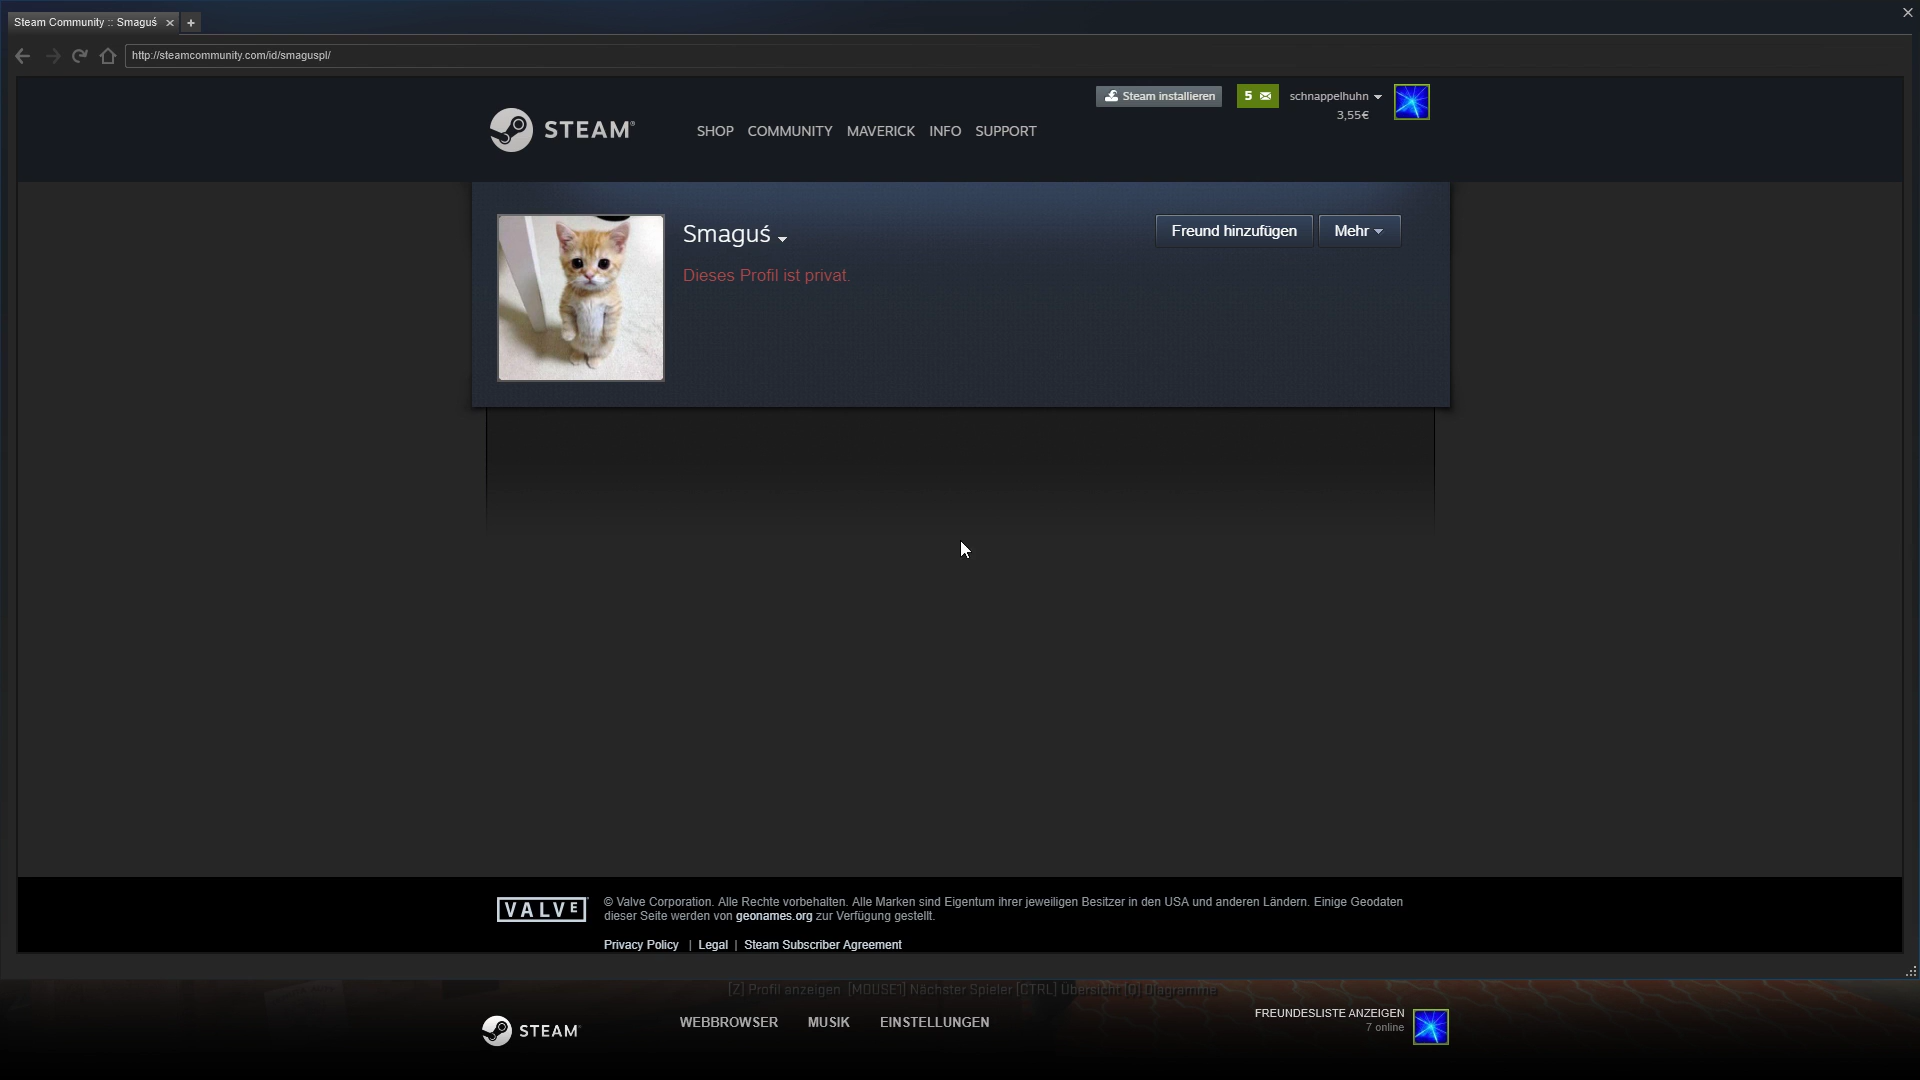 Steam Community :: Smaguś
http://steamcommunity.com/id/smaguspl/
Steam installieren
5
schnappelhuhn
3,55€
STEAM®
SHOP COMMUNITY MAVERICK INFO SUPPORT
Smaguś
Freund hinzufügen
Mehr
Dieses Profil ist privat.
VALVE
© Valve Corporation. Alle Rechte vorbehalten. Alle Marken sind Eigentum ihrer jeweiligen Besitzer in den USA und anderen Ländern. Einige Geodaten
dieser Seite werden von geonames.org zur Verfügung gestellt.
Privacy Policy | Legal | Steam Subscriber Agreement
[Z] Profil anzeigen [MOUSE1] Nächster Spieler [CTRL] Übersicht [Q] Diagramme
STEAM
WEBBROWSER MUSIK EINSTELLUNGEN
FREUNDESLISTE ANZEIGEN
7 online